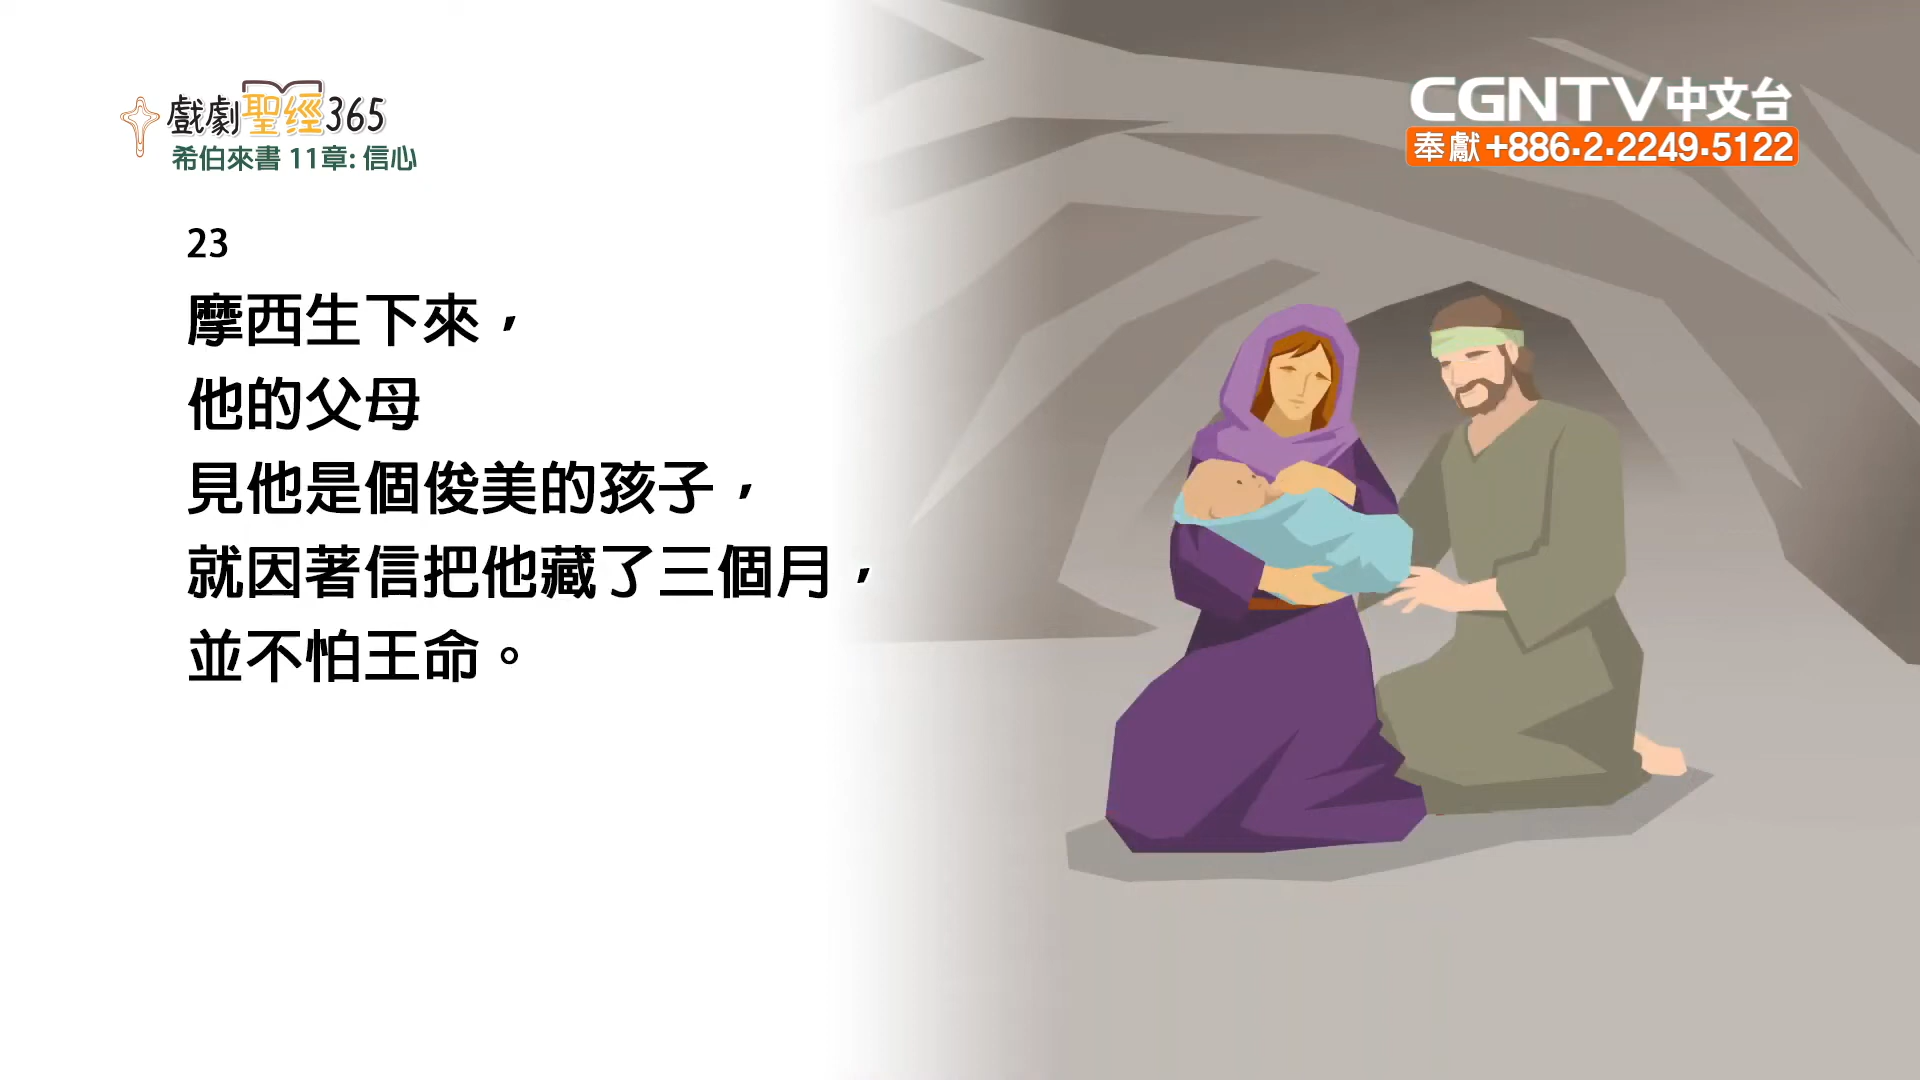 戲劇聖經365
希伯來書 11章: 信心
CGNTV中文台
奉獻 +886·2·2249·5122
23
摩西生下來，
他的父母
見他是個俊美的孩子，
就因著信把他藏了三個月，
並不怕王命。